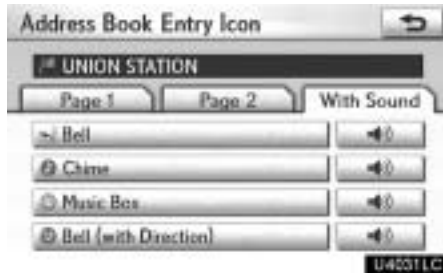 Address Book Entry Icon
UNION STATION
Page 1 Page 2 With Sound
Bell
Chime
Music Box
Bell (with Direction)
U4031LC